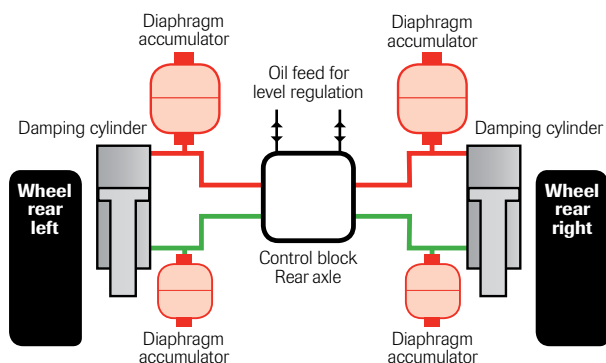 Diaphragm
accumulator
Diaphragm
accumulator
Oil feed for
level regulation
Damping cylinder
Damping cylinder
Wheel
rear
left
Wheel
rear
right
Control block
Rear axle
Diaphragm
accumulator
Diaphragm
accumulator